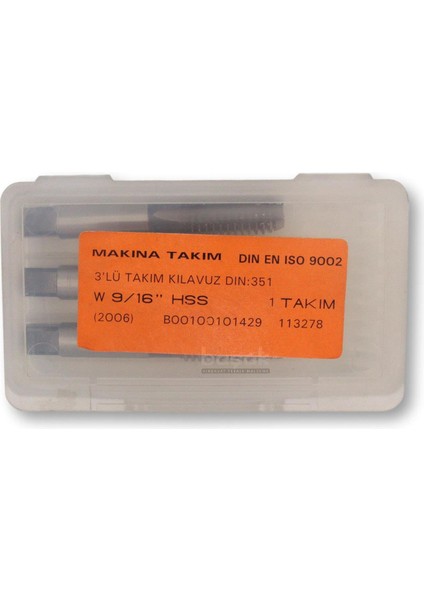 MAKINA TAKIM DIN EN ISO 9002
3'LÜ TAKIM KILAVUZ DIN:351
W 9/16" HSS 1 TAKIM
(2006) B00100101429 113278